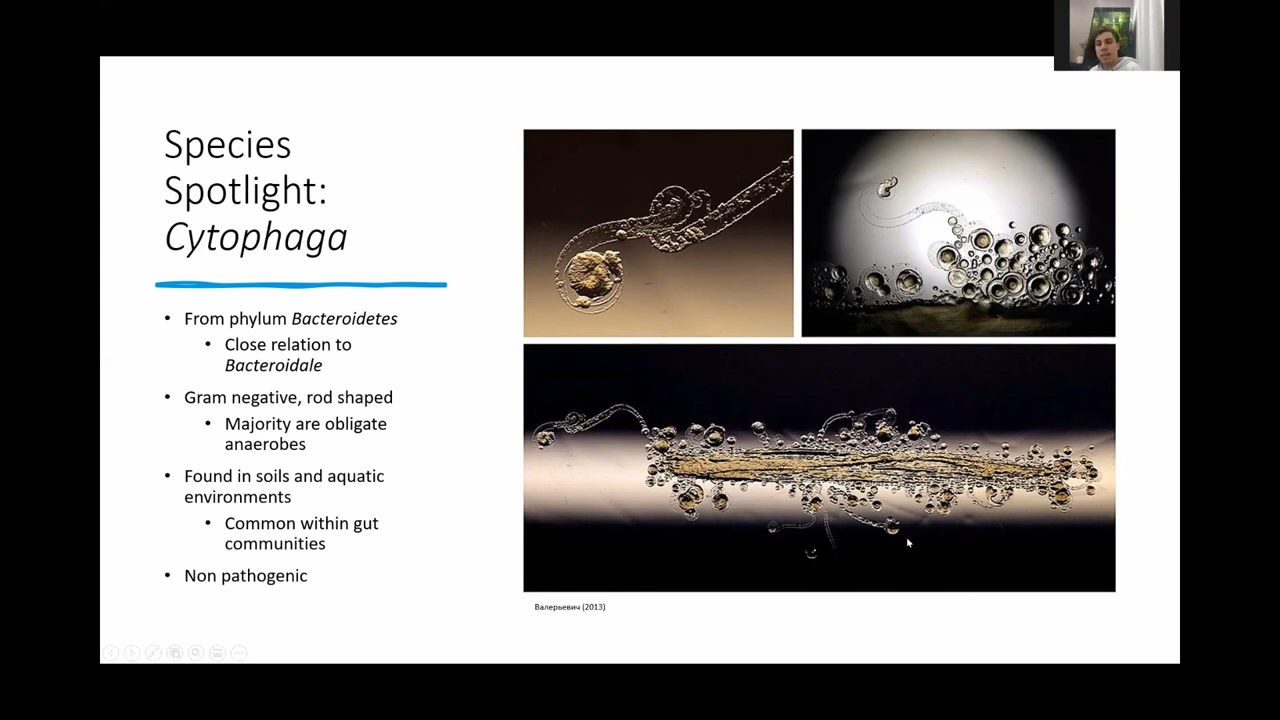 Species
Spotlight:
Cytophaga
• From phylum Bacteroidetes
• Close relation to
Bacteroidale
• Gram negative, rod shaped
• Majority are obligate
anaerobes
• Found in soils and aquatic
environments
• Common within gut
communities
• Non pathogenic
Валерьевич (2013)